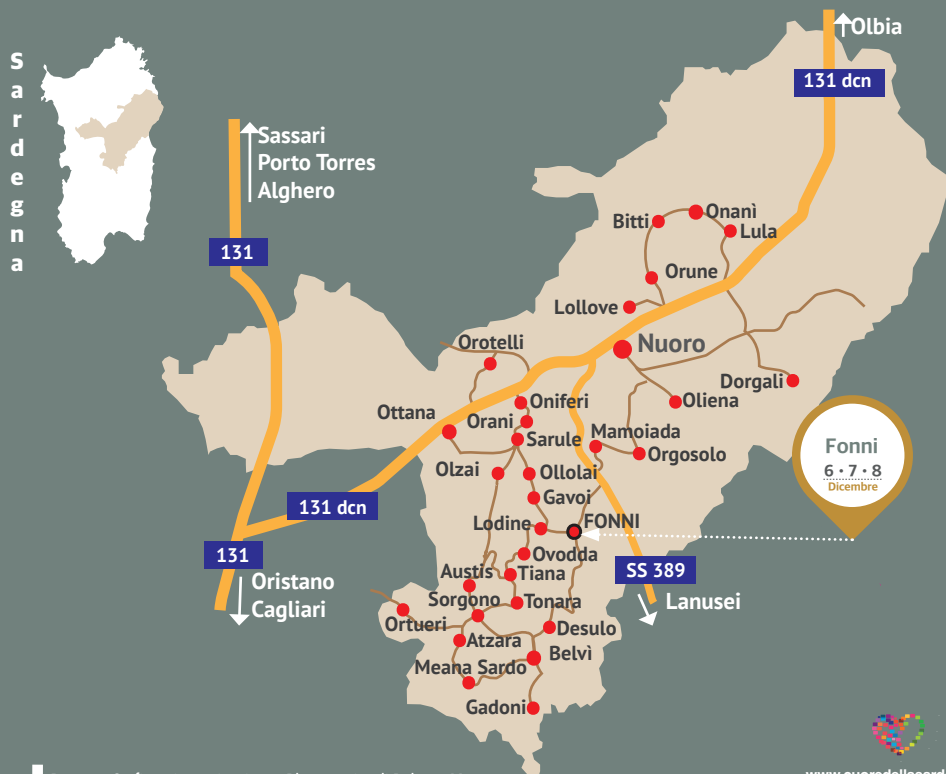 Sardegna
Olbia
131 dcn
Sassari
Porto Torres
Alghero
131
Bitti
Onanì
Lula
Orune
Lollove
Nuoro
Orotelli
Dorgali
Oliena
Oniferi
Ottana
Orani
Sarule
Mamoiada
Orgosolo
Fonni
6 • 7 • 8
Dicembre
Olzai
Ollolai
Gavoi
131 dcn
Lodine
FONNI
Ovodda
131
Oristano
Cagliari
Austis
Tiana
SS 389
Lanusei
Sorgono
Tonara
Ortueri
Desulo
Atzara
Belvì
Meana Sardo
Gadoni